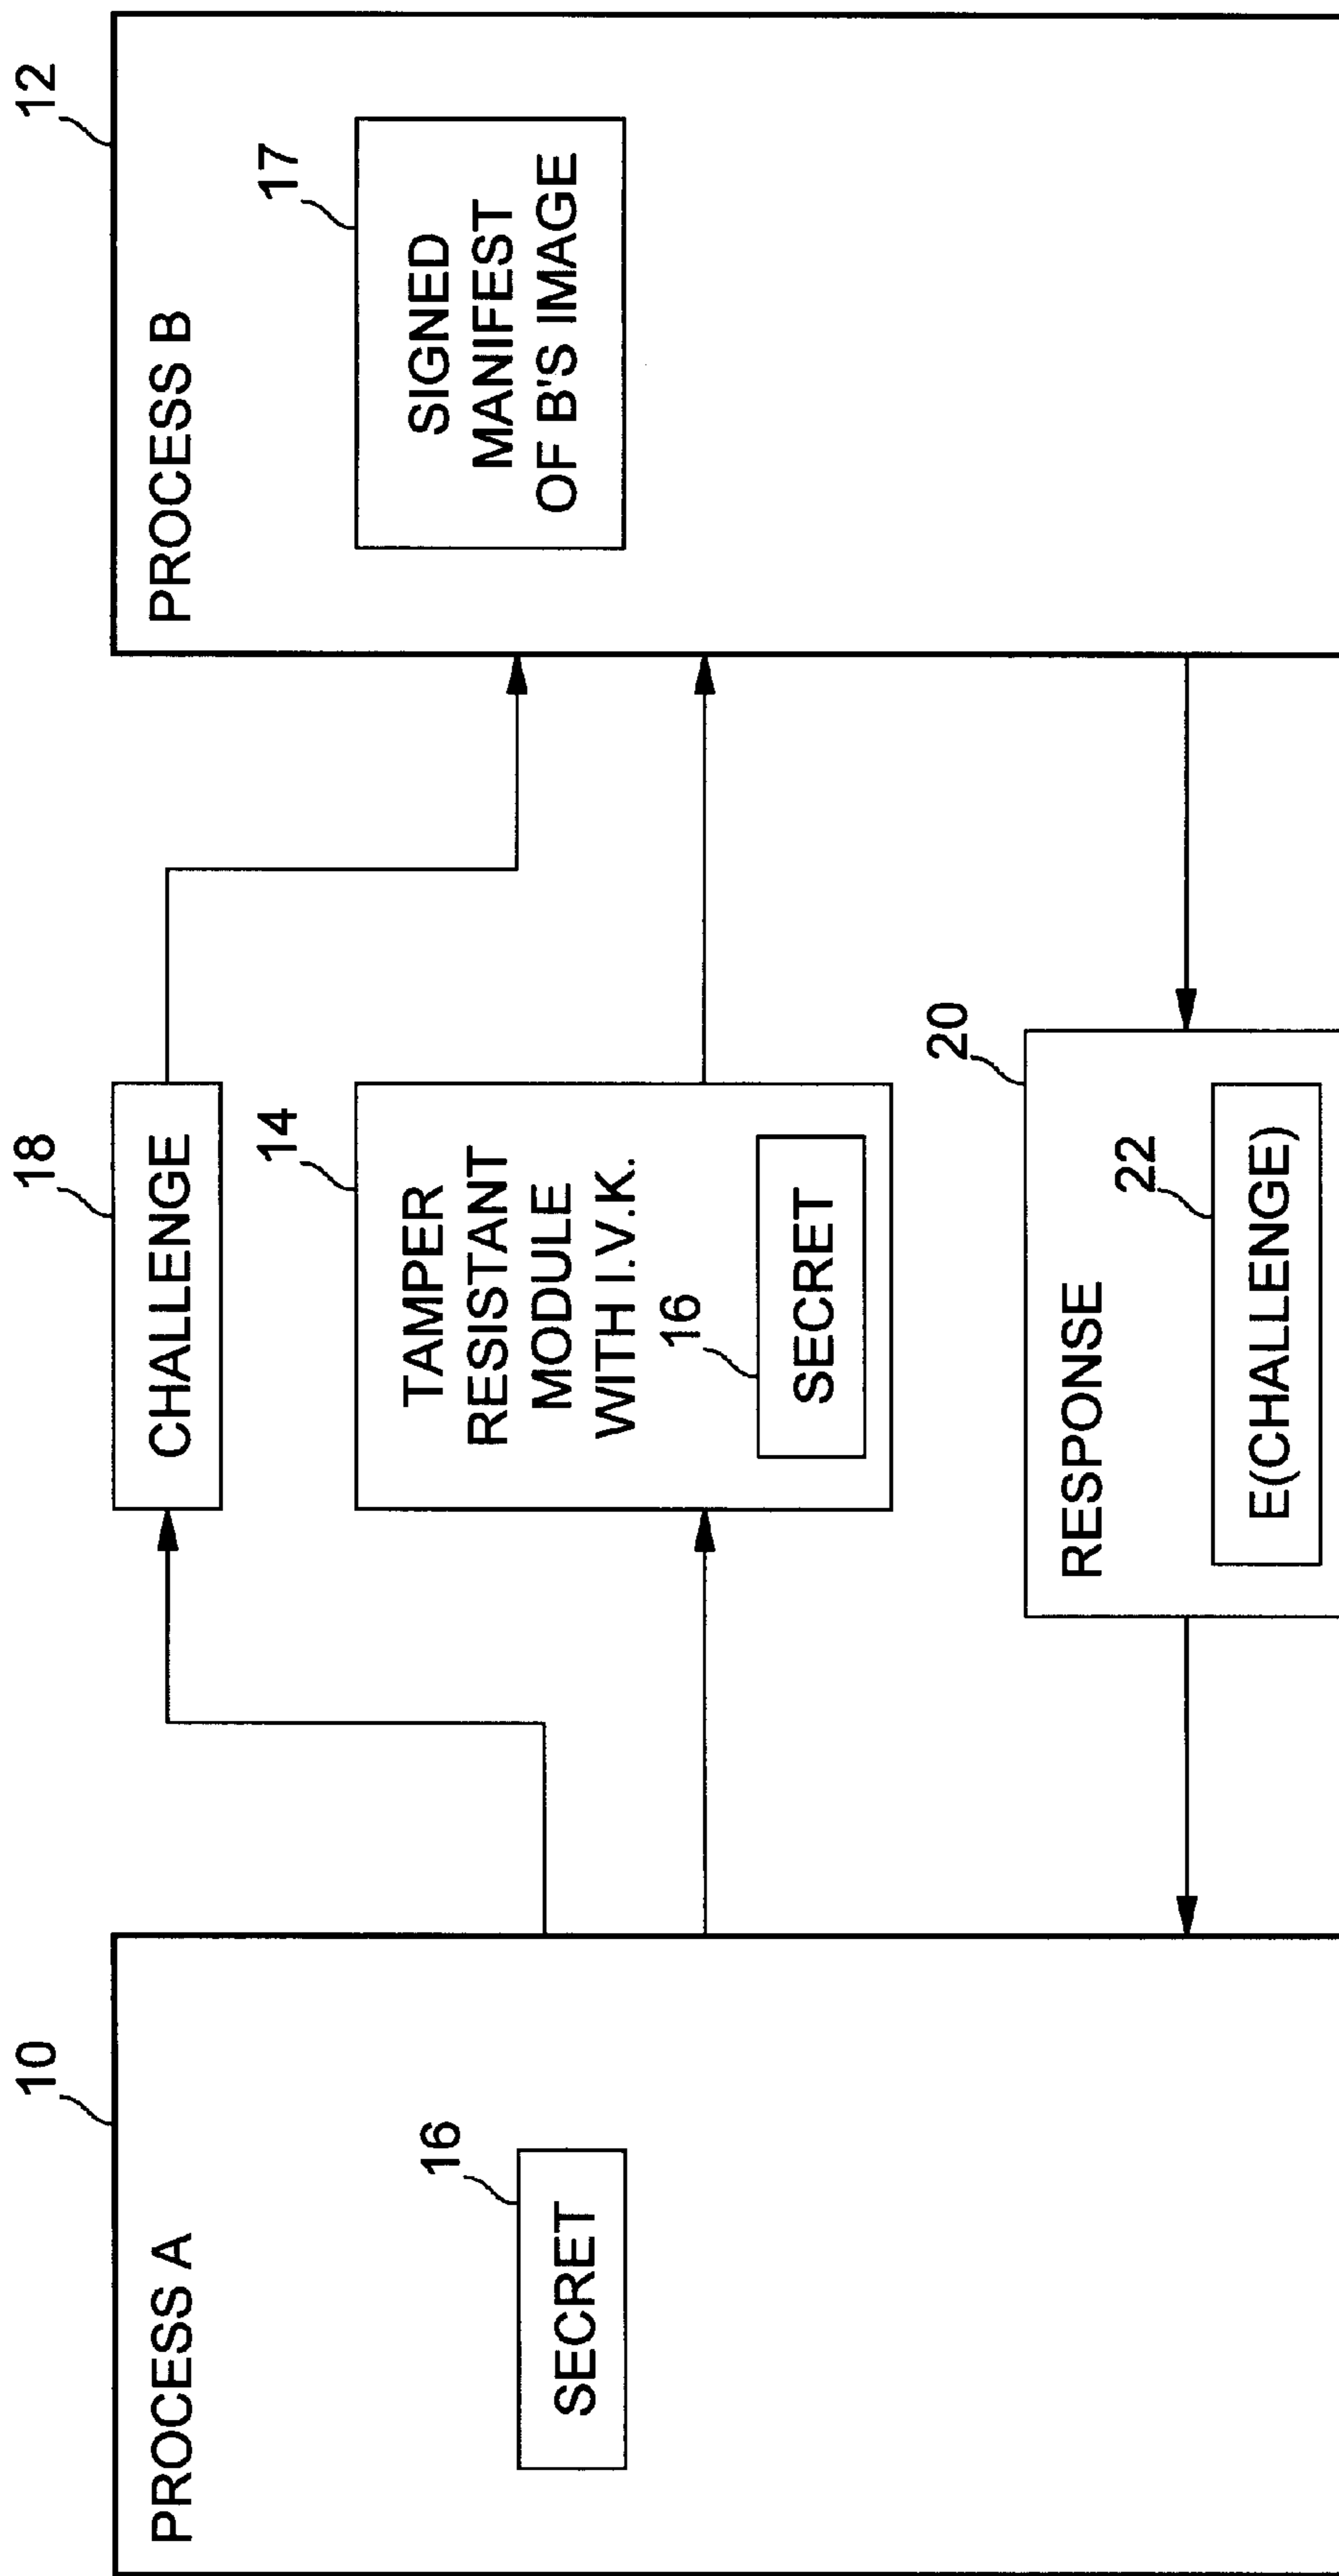 10
PROCESS A
16
SECRET
18
CHALLENGE
14
TAMPER
RESISTANT
MODULE
WITH I.V.K.
16
SECRET
20
RESPONSE
22
E(CHALLENGE)
12
PROCESS B
17
SIGNED
MANIFEST
OF B'S IMAGE